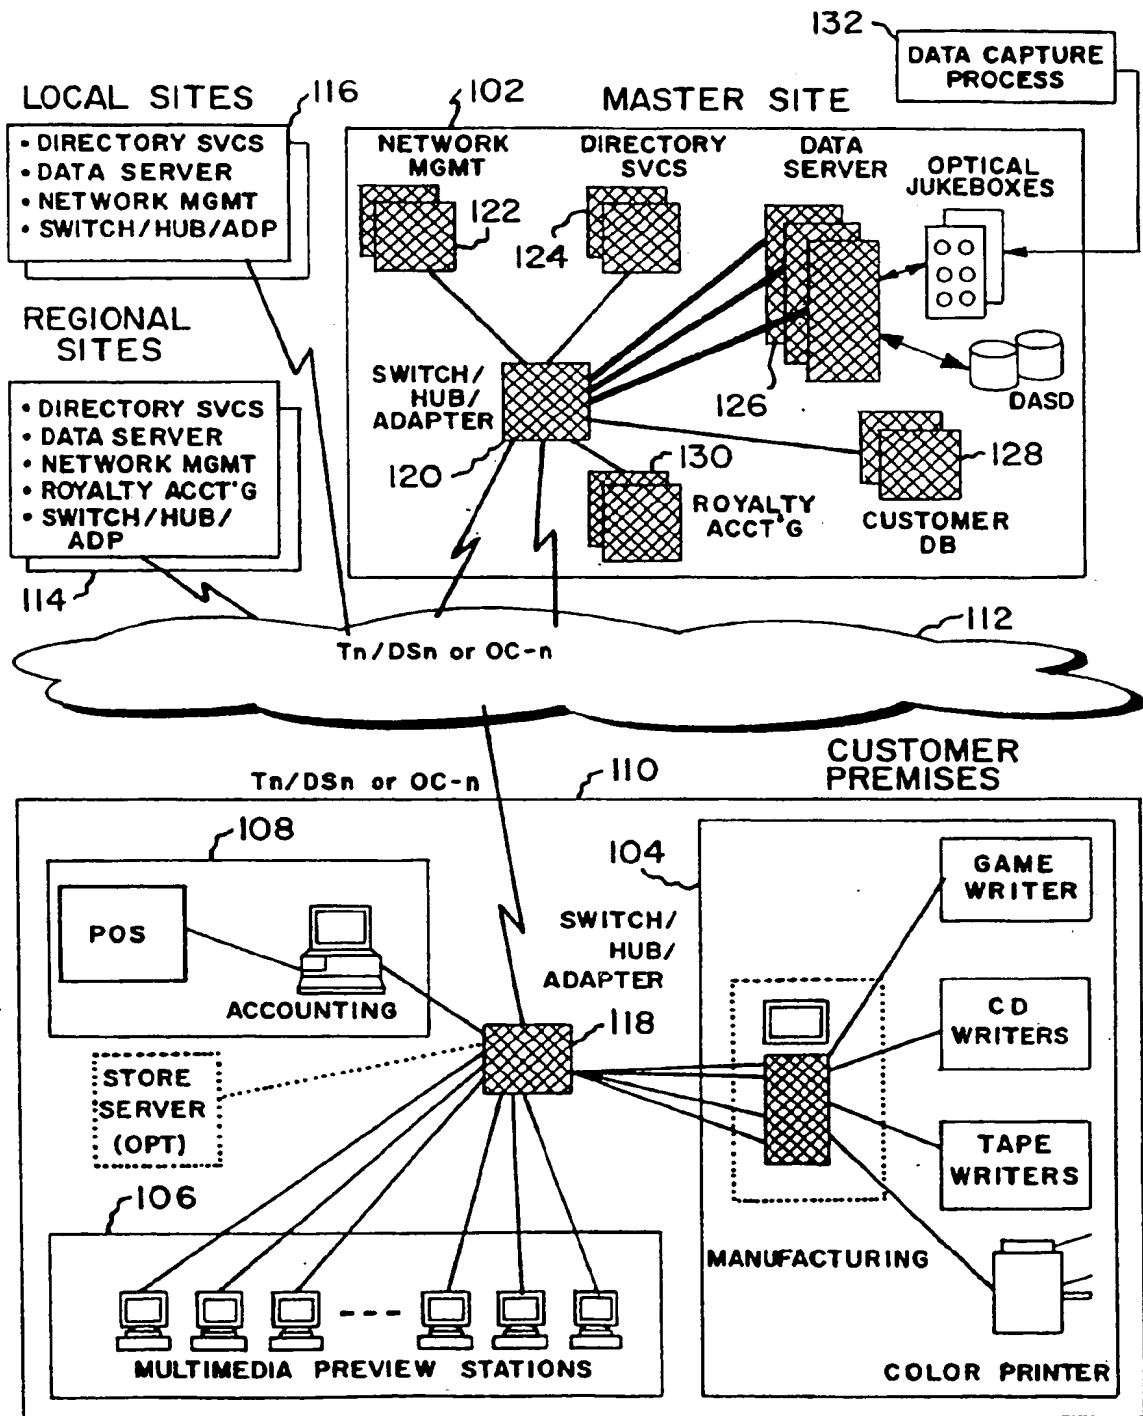 132
DATA CAPTURE
PROCESS
LOCAL SITES
116
• DIRECTORY SVCS
• DATA SERVER
• NETWORK MGMT
• SWITCH/HUB/ADP
102
MASTER SITE
NETWORK
MGMT
122
DIRECTORY
SVCS
124
DATA
SERVER
126
OPTICAL
JUKEBOXES
DASD
SWITCH/
HUB/
ADAPTER
120
130
ROYALTY
ACCT'G
128
CUSTOMER
DB
REGIONAL
SITES
• DIRECTORY SVCS
• DATA SERVER
• NETWORK MGMT
• ROYALTY ACCT'G
• SWITCH/HUB/
ADP
114
112
Tn/DSn or OC-n
Tn/DSn or OC-n
110
CUSTOMER
PREMISES
108
POS
ACCOUNTING
SWITCH/
HUB/
ADAPTER
118
STORE
SERVER
(OPT)
106
MULTIMEDIA PREVIEW STATIONS
104
GAME
WRITER
CD
WRITERS
TAPE
WRITERS
MANUFACTURING
COLOR PRINTER